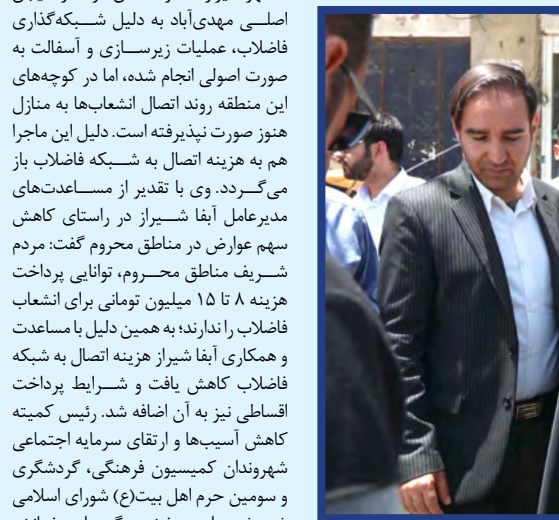 اصلی مهدی‌آباد به دلیل شبکه‌گذاری
فاضلاب، عملیات زیرسازی و آسفالت به
صورت اصولی انجام شده، اما در کوچه‌های
این منطقه روند اتصال انشعاب‌ها به منازل
هنوز صورت نپذیرفته است. دلیل این ماجرا
هم به هزینه اتصال به شبکه فاضلاب باز
می‌گردد. وی با تقدیر از مساعدت‌های
مدیرعامل آبفا شیراز در راستای کاهش
سهم عوارض در مناطق محروم گفت: مردم
شریف مناطق محروم، توانایی پرداخت
هزینه ۸ تا ۱۵ میلیون تومانی برای انشعاب
فاضلاب را ندارند؛ به همین دلیل با مساعدت
و همکاری آبفا شیراز هزینه اتصال به شبکه
فاضلاب کاهش یافت و شرایط پرداخت
اقساطی نیز به آن اضافه شد. رئیس کمیته
کاهش آسیب‌ها و ارتقای سرمایه اجتماعی
شهروندان کمیسیون فرهنگی، گردشگری
و سومین حرم اهل بیت(ع) شورای اسلامی